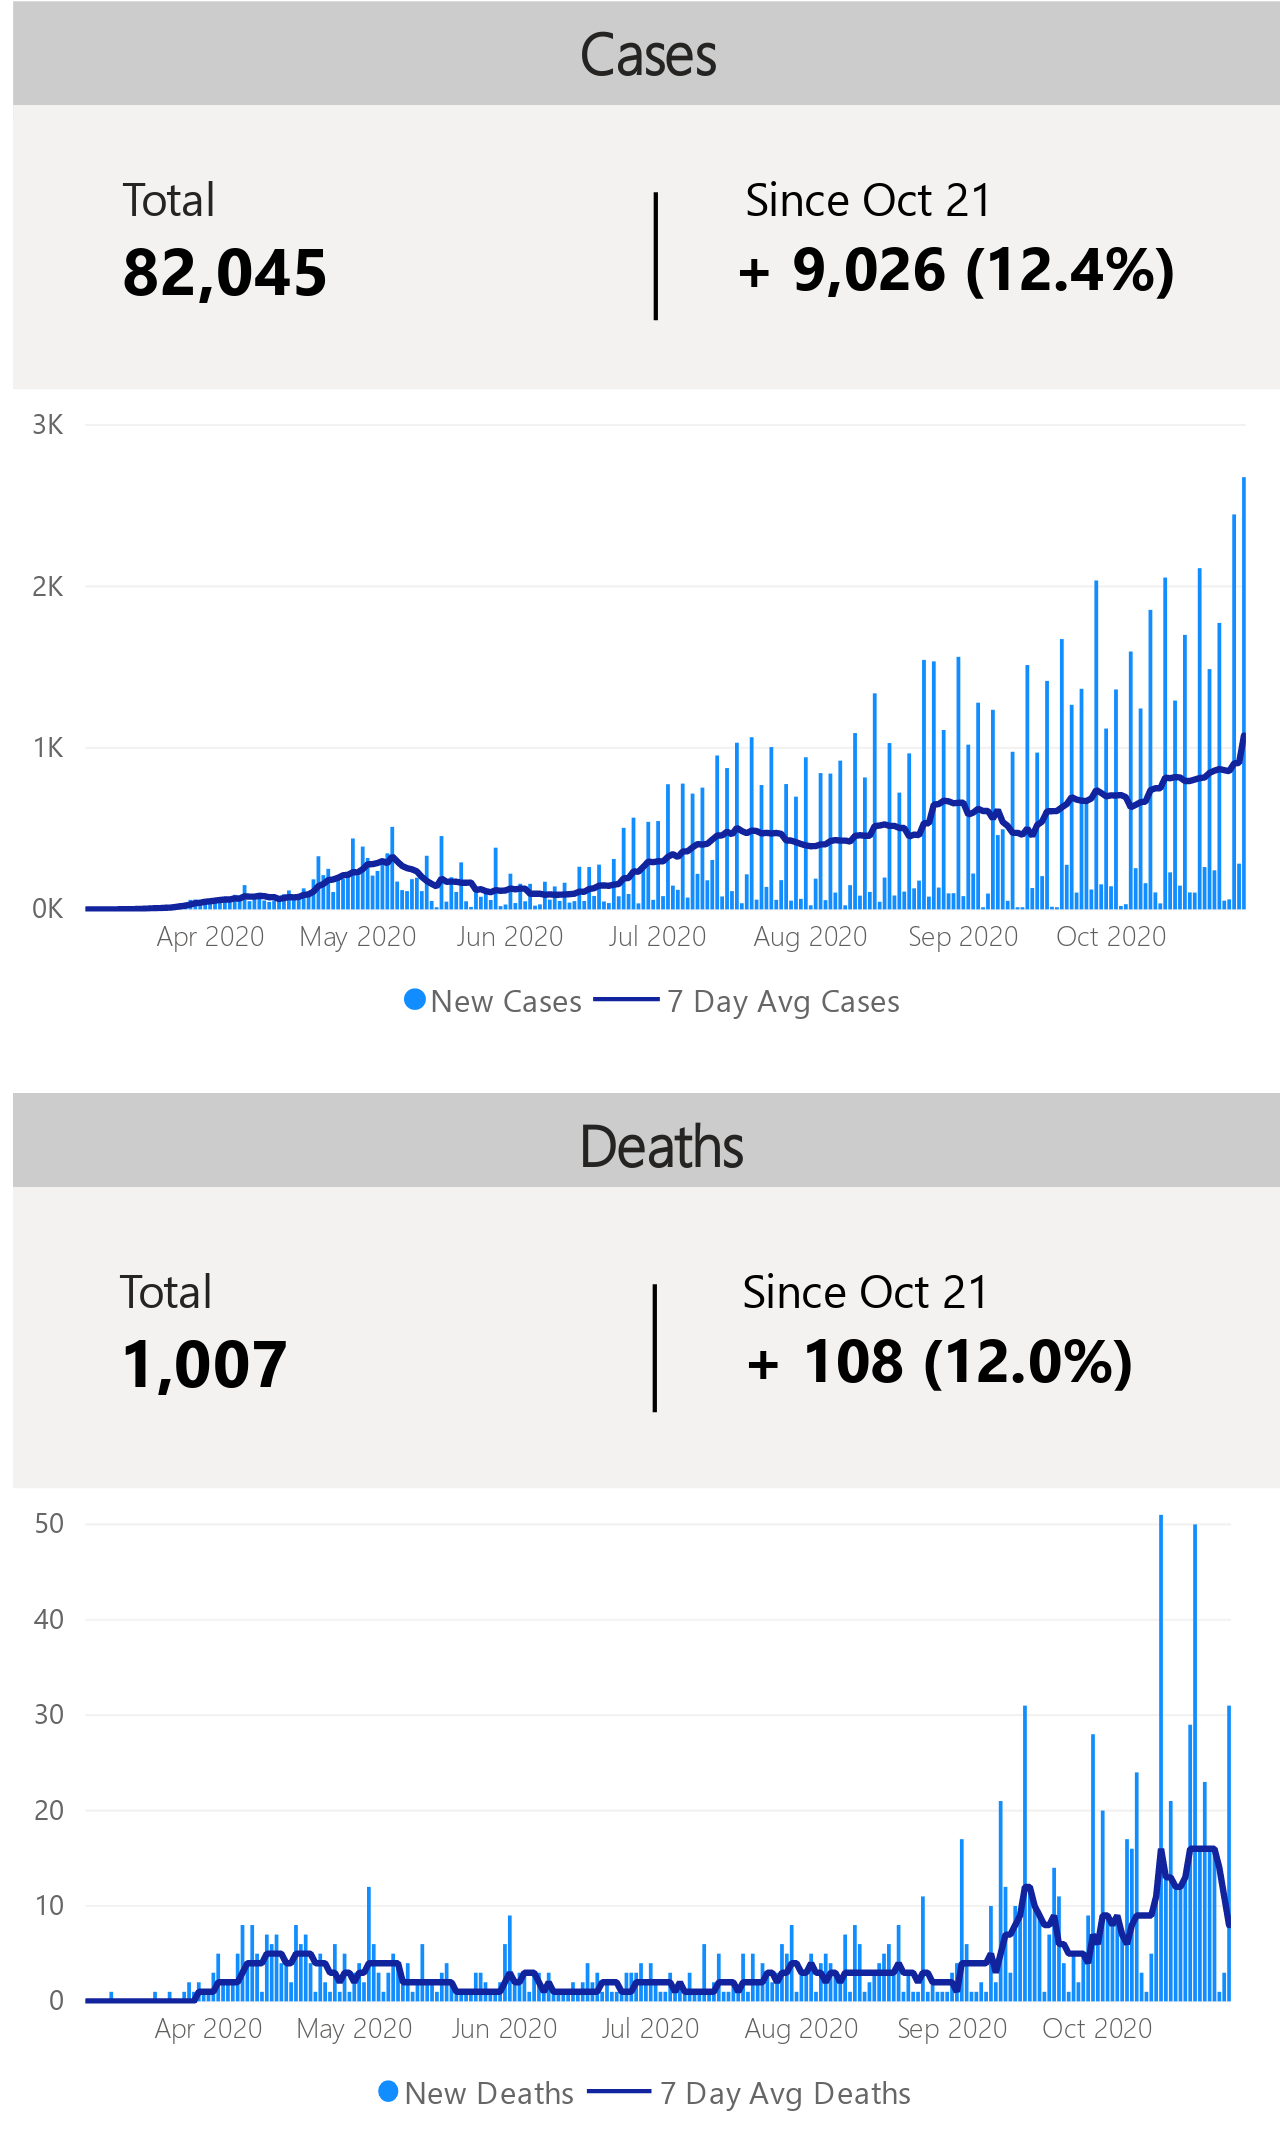 Cases
Total
82,045
Since Oct 21
+ 9,026 (12.4%)
3K
2K
1K
0K
Apr 2020 May 2020 Jun 2020 Jul 2020 Aug 2020 Sep 2020 Oct 2020
New Cases 7 Day Avg Cases
Deaths
Total
1,007
Since Oct 21
+ 108 (12.0%)
50
40
30
20
10
0
Apr 2020 May 2020 Jun 2020 Jul 2020 Aug 2020 Sep 2020 Oct 2020
New Deaths 7 Day Avg Deaths